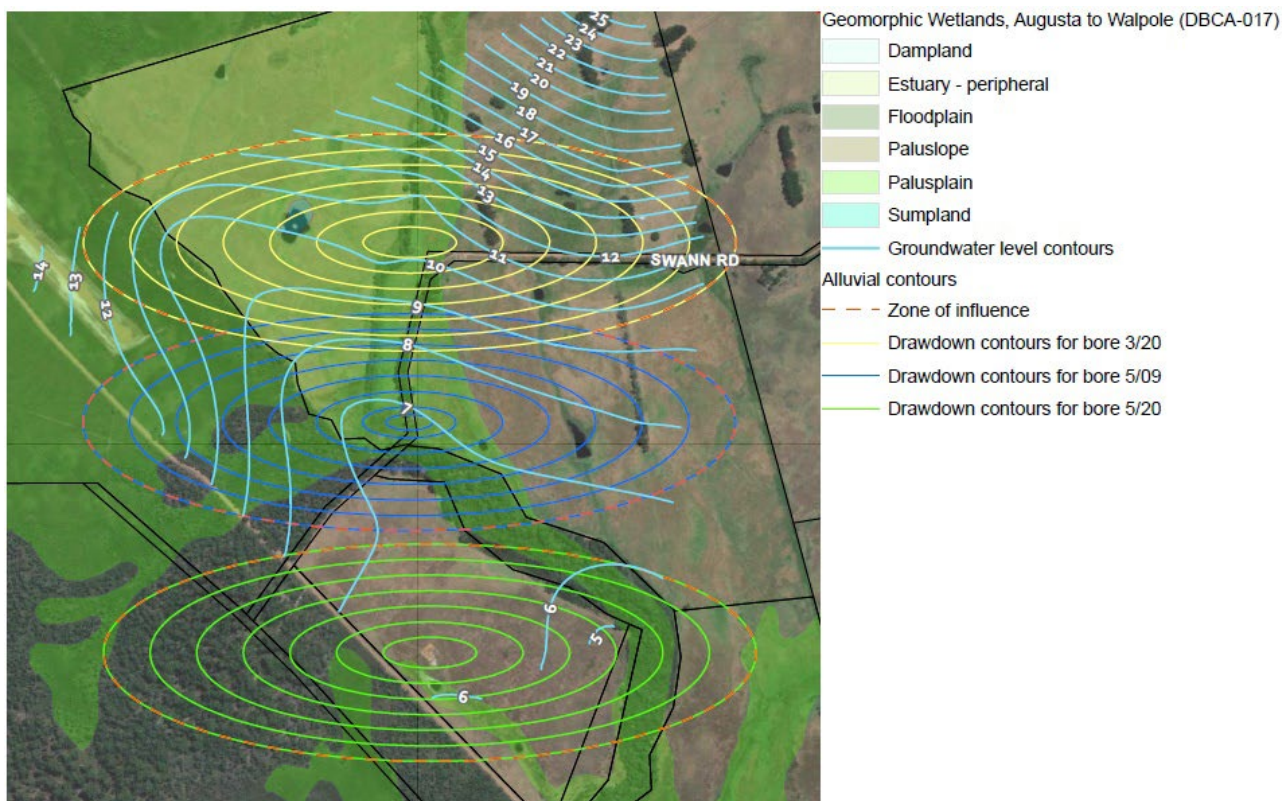 Geomorphic Wetlands, Augusta to Walpole (DBCA-017)
Dampland
Estuary - peripheral
Floodplain
Paluslope
Palusplain
Sumpland
Groundwater level contours
Alluvial contours
Zone of influence
Drawdown contours for bore 3/20
Drawdown contours for bore 5/09
Drawdown contours for bore 5/20
25
24
23
22
21
20
19
18
17
16
15
14
13
12
11
10
SWANN RD
14
13
12
9
8
7
6
5
6